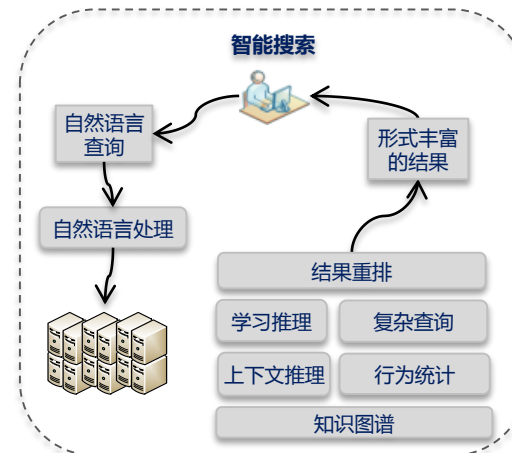 智能搜索
自然语言
查询
自然语言处理
形式丰富
的结果
结果重排
学习推理
复杂查询
上下文推理
行为统计
知识图谱